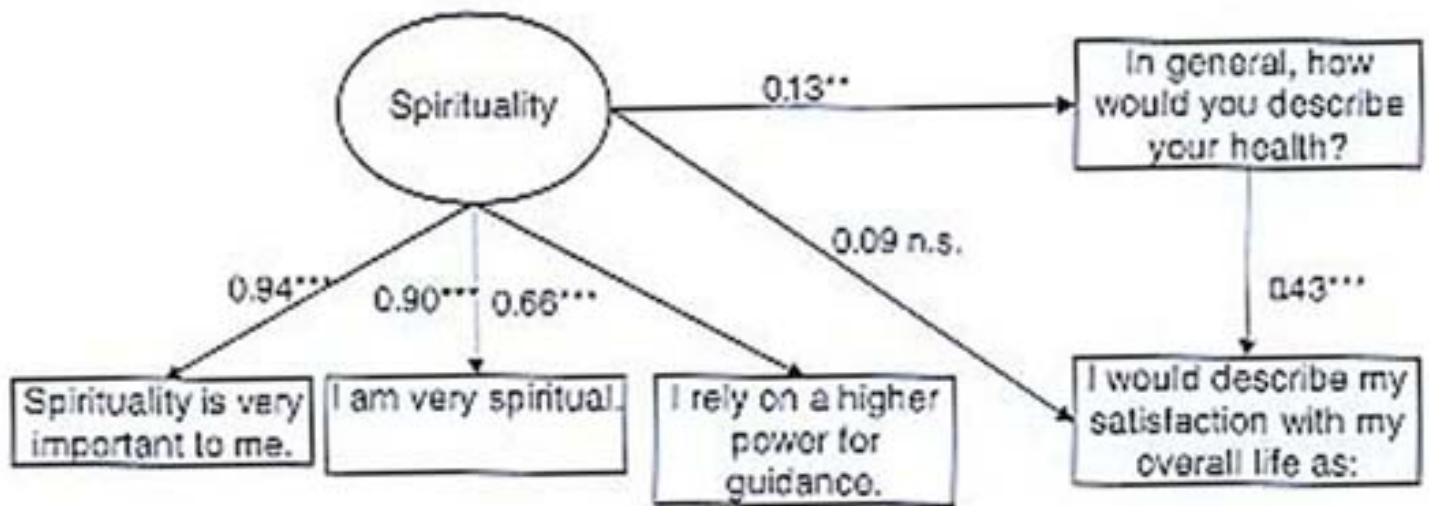 Spirituality
0.13**
In general, how
would you describe
your health?
0.09 n.s.
0.94***
0.90***
0.66***
0.43***
Spirituality is very
important to me.
I am very spiritual.
I rely on a higher
power for
guidance.
I would describe my
satisfaction with my
overall life as: